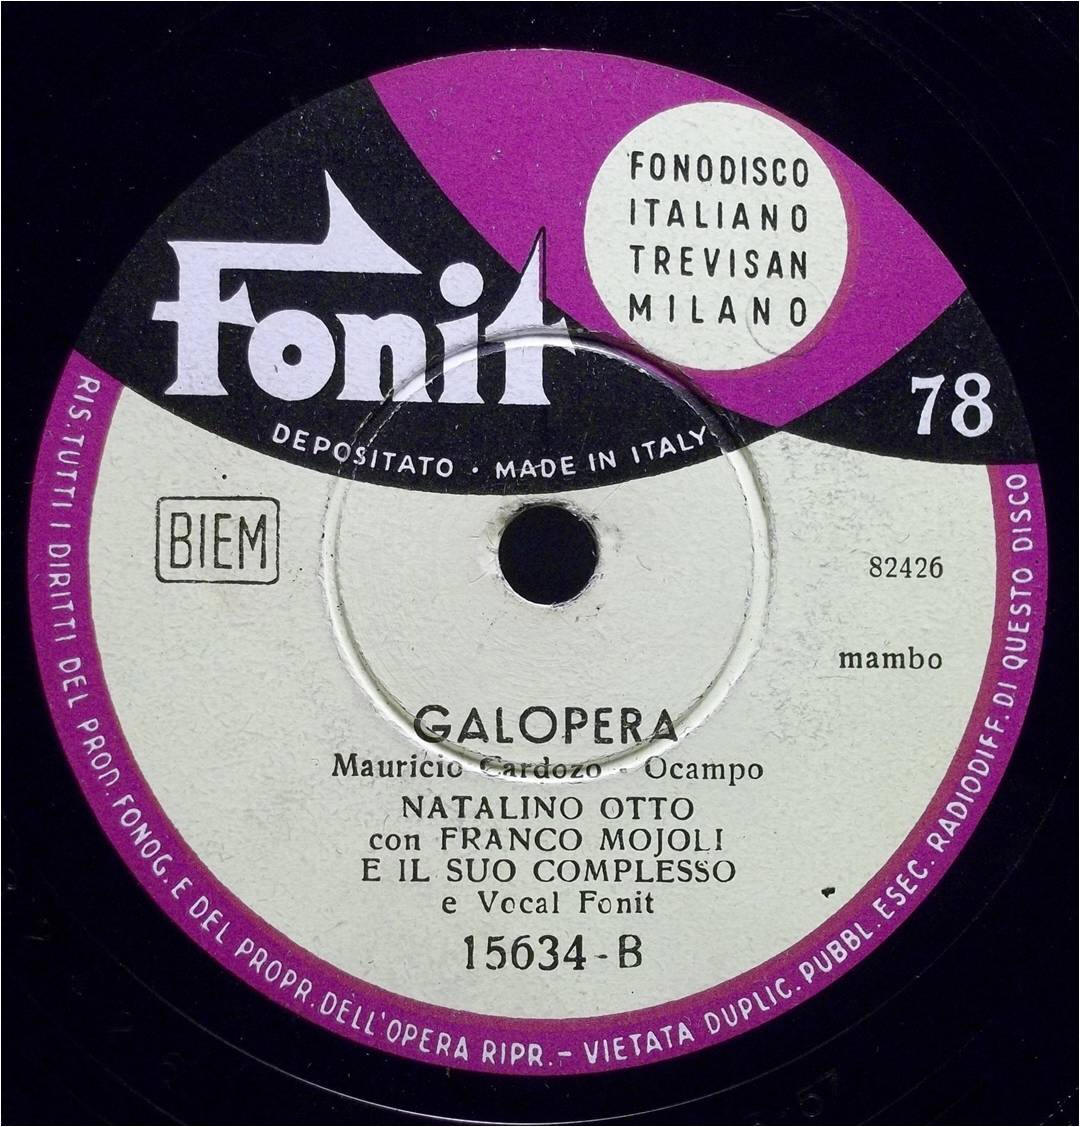 FONODISCO
ITALIANO
TREVISAN
MILANO
Fonit
78
DEPOSITATO · MADE IN ITALY
BIEM
82426
mambo
GALOPERA
Mauricio Cardozo - Ocampo
NATALINO OTTO
con FRANCO MOJOLI
E IL SUO COMPLESSO
e Vocal Fonit
15634-B
RIS. TUTTI I DIRITTI DEL PROD. FONOG. E DEL PROPR. DELL'OPERA RIPR. – VIETATA DUPLIC. PUBBL. ESEC. RADIODIFF. DI QUESTO DISCO